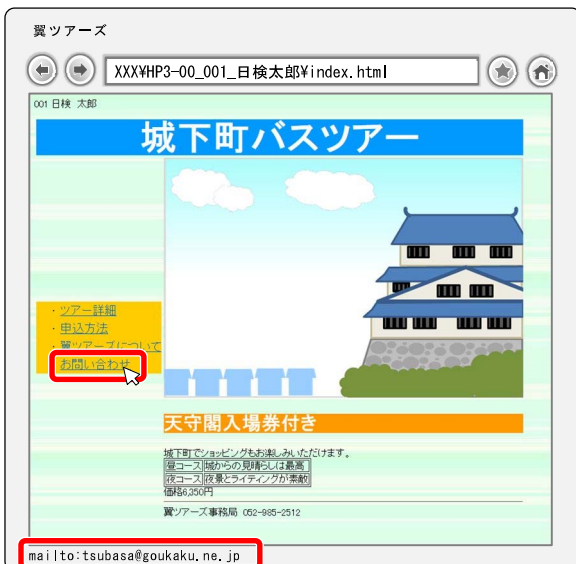 翼ツアーズ
XXX¥HP3-00_001_日検太郎¥index.html
001 日検 太郎
城下町バスツアー
・ツアー詳細
・申込方法
・翼ツアーズについて
お問い合わせ
天守閣入場券付き
城下町でショッピングもお楽しみいただけます。
昼コース 城からの見晴らしは最高
夜コース 夜景とライティングが素敵
価格6,350円
翼ツアーズ事務局 052-985-2512
mailto:tsubasa@goukaku.ne.jp